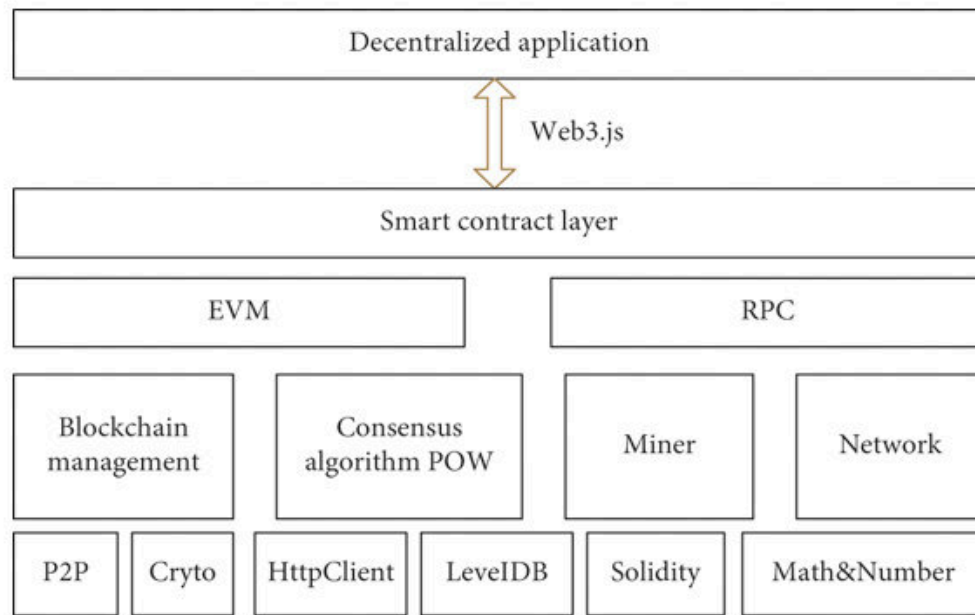 Decentralized application
Web3.js
Smart contract layer
EVM
RPC
Blockchain
management
Consensus
algorithm POW
Miner
Network
P2P
Cryto
HttpClient
LeveIDB
Solidity
Math&Number